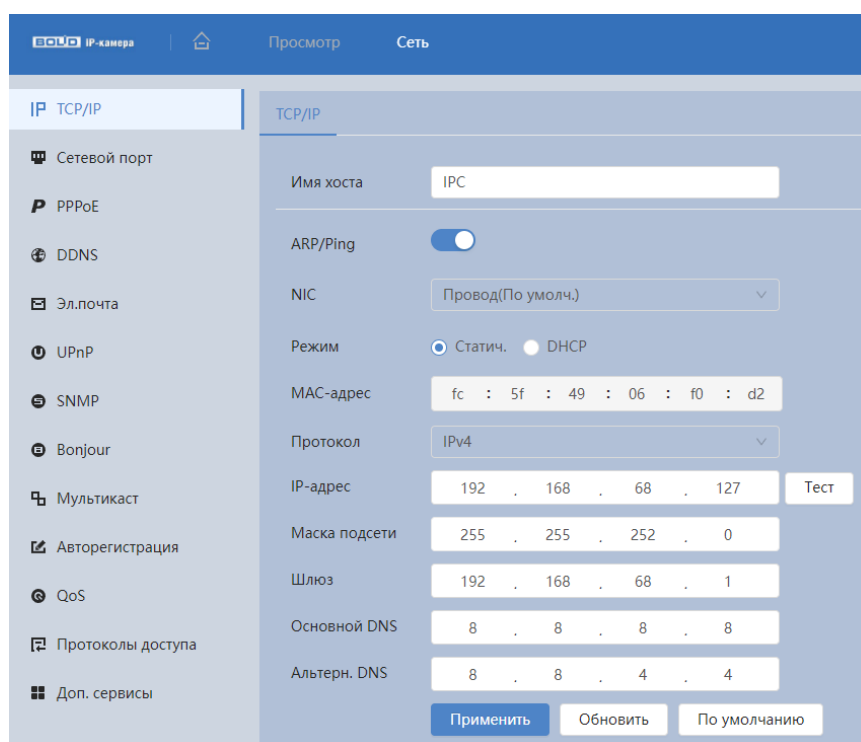 BOLID IP-камера Просмотр Сеть
TCP/IP
Сетевой порт
PPPoE
DDNS
Эл.почта
UPnP
SNMP
Bonjour
Мультикаст
Авторегистрация
QoS
Протоколы доступа
Доп. сервисы
TCP/IP
Имя хоста IPC
ARP/Ping
NIC Провод(По умолч.)
Режим Статич. DHCP
MAC-адрес fc : 5f : 49 : 06 : f0 : d2
Протокол IPv4
IP-адрес 192 . 168 . 68 . 127 Тест
Маска подсети 255 . 255 . 252 . 0
Шлюз 192 . 168 . 68 . 1
Основной DNS 8 . 8 . 8 . 8
Альтерн. DNS 8 . 8 . 4 . 4
Применить Обновить По умолчанию